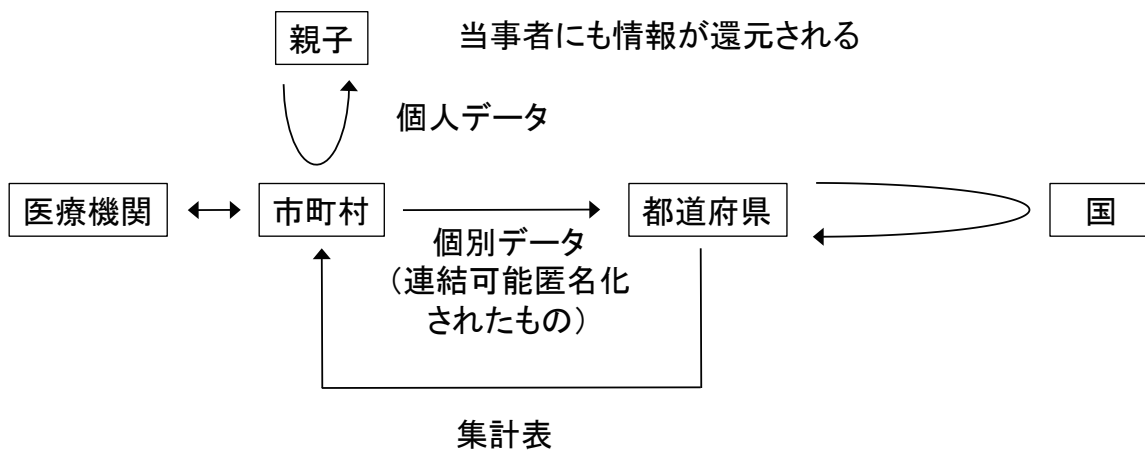 親子
当事者にも情報が還元される
個人データ
医療機関
市町村
都道府県
国
個別データ
（連結可能匿名化
されたもの）
集計表